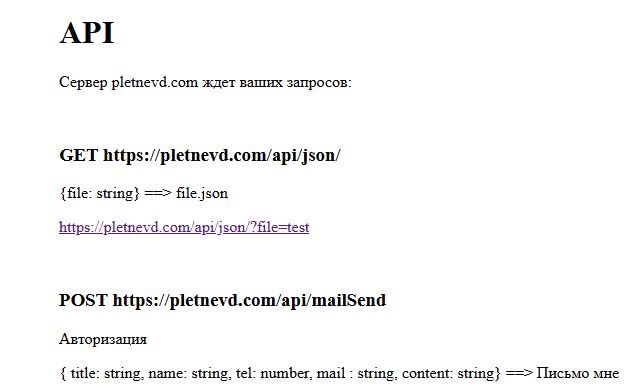 API
Сервер pletnevd.com ждет ваших запросов:
GET https://pletnevd.com/api/json/
{file: string} ==> file.json
https://pletnevd.com/api/json/?file=test
POST https://pletnevd.com/api/mailSend
Авторизация
{ title: string, name: string, tel: number, mail : string, content: string} ==> Письмо мне